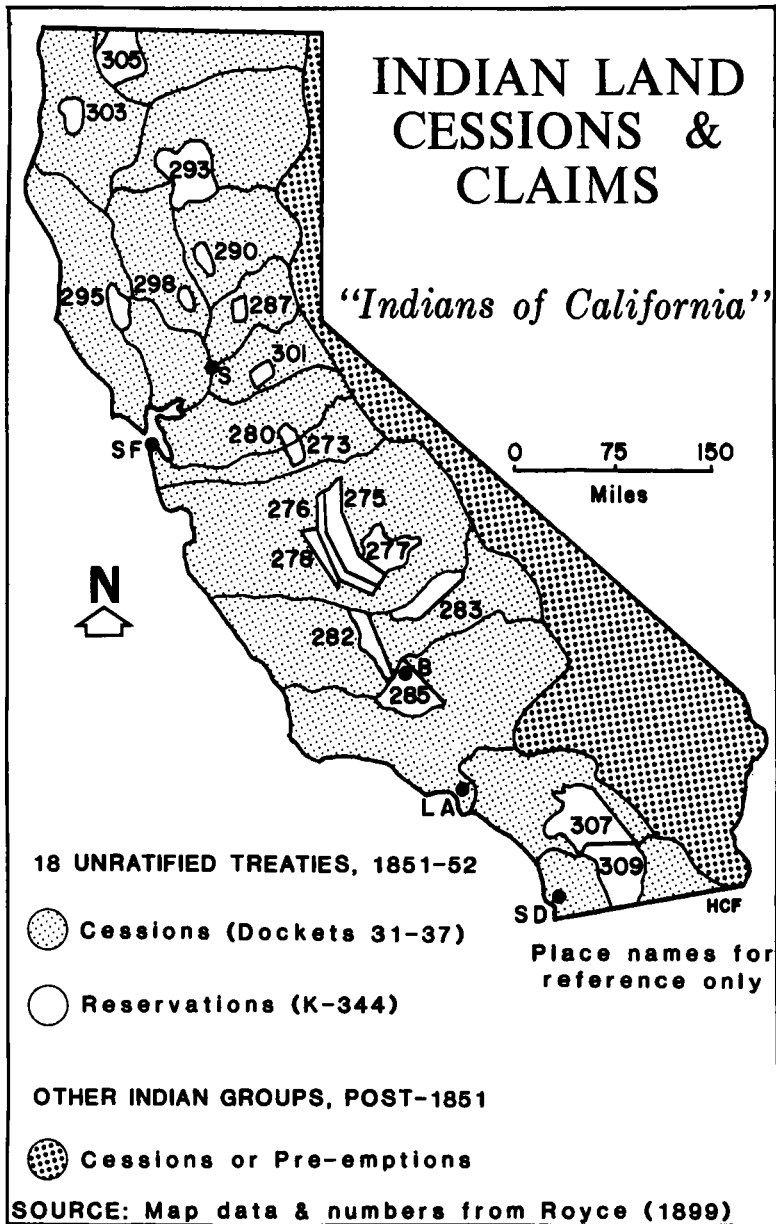 INDIAN LAND
CESSIONS &
CLAIMS
"Indians of California"
305
303
293
290
298
295
287
301
S
280
273
SF
0 75 150
Miles
275
276
277
278
N
283
282
B
285
LA
307
309
SD
HCF
Place names for
reference only
18 UNRATIFIED TREATIES, 1851-52
Cessions (Dockets 31-37)
Reservations (K-344)
OTHER INDIAN GROUPS, POST-1851
Cessions or Pre-emptions
SOURCE: Map data & numbers from Royce (1899)